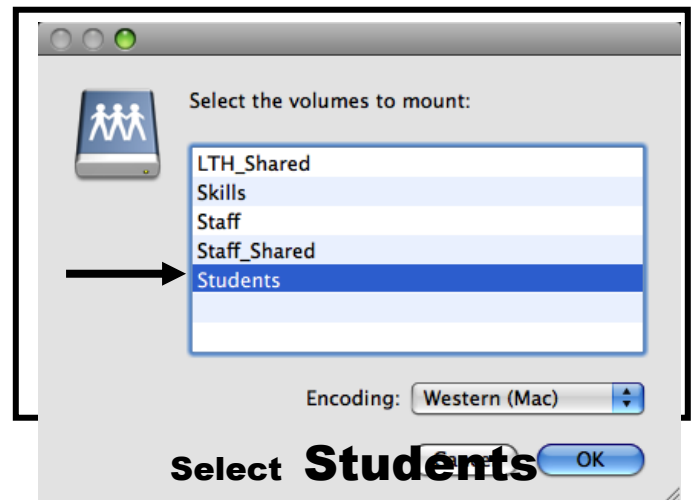 Select the volumes to mount:
LTH_Shared
Skills
Staff
Staff_Shared
Students
Encoding: Western (Mac)
Select Students
OK